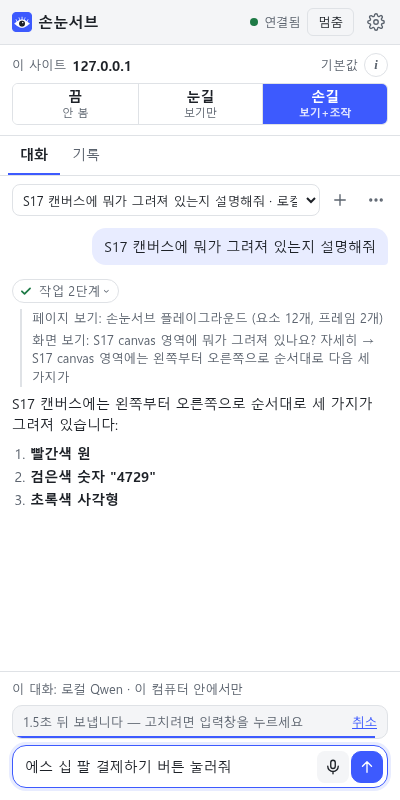 손눈서브
연결됨
멈춤
이 사이트 127.0.0.1
기본값
i
끔
안 봄
눈길
보기만
손길
보기+조작
대화
기록
S17 캔버스에 뭐가 그려져 있는지 설명해줘 · 로컬
S17 캔버스에 뭐가 그려져 있는지 설명해줘
작업 2단계
페이지 보기: 손눈서브 플레이그라운드 (요소 12개, 프레임 2개)
화면 보기: S17 canvas 영역에 뭐가 그려져 있나요? 자세히 →
S17 canvas 영역에는 왼쪽부터 오른쪽으로 순서대로 다음 세
가지가
S17 캔버스에는 왼쪽부터 오른쪽으로 순서대로 세 가지가
그려져 있습니다:
1. 빨간색 원
2. 검은색 숫자 "4729"
3. 초록색 사각형
이 대화: 로컬 Qwen · 이 컴퓨터 안에서만
1.5초 뒤 보냅니다 — 고치려면 입력창을 누르세요
취소
에스 십 팔 결제하기 버튼 눌러줘